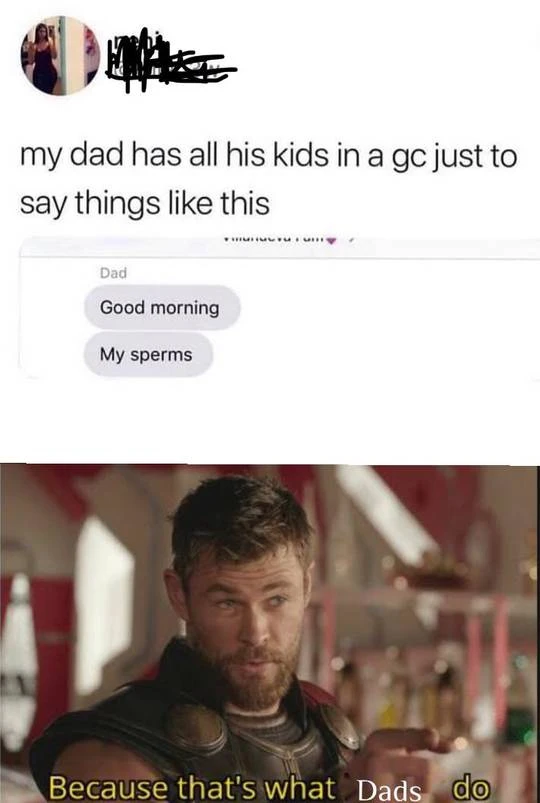 my dad has all his kids in a gc just to
say things like this
Dad
Good morning
My sperms
Because that's what Dads do